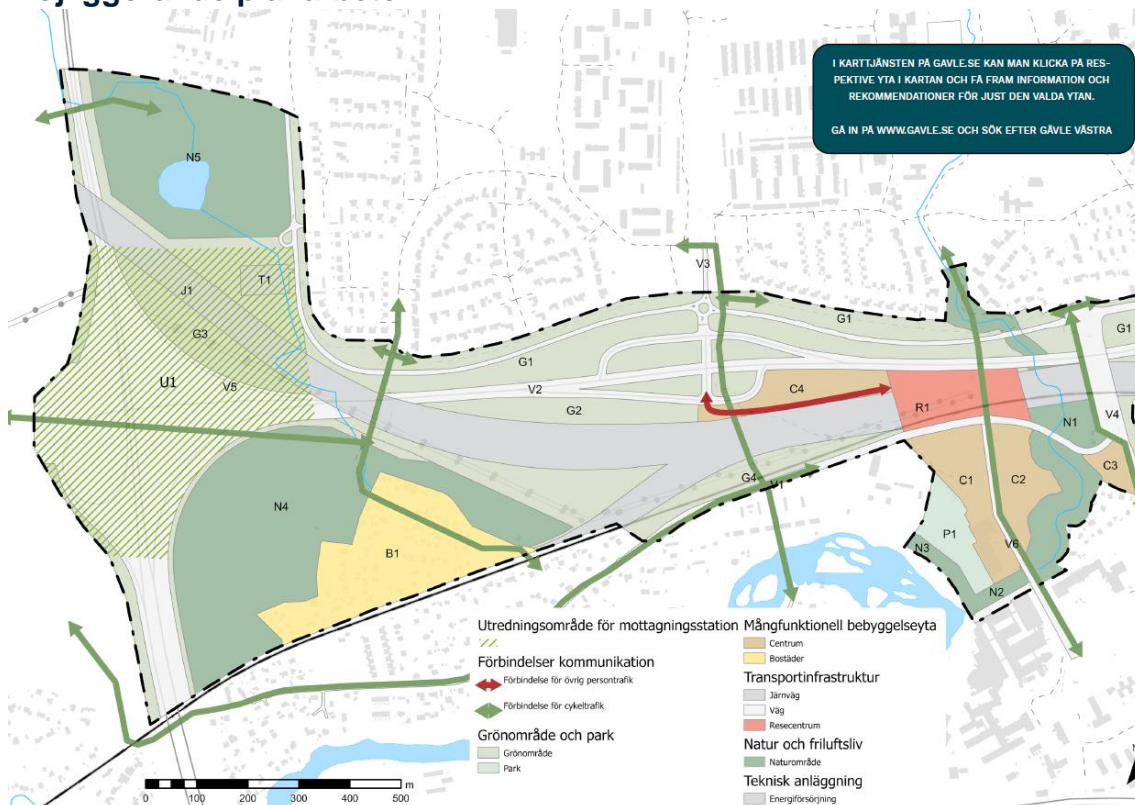 I KARTTJÄNSTEN PÅ GAVLE.SE KAN MAN KLICKA PÅ RES-
PEKTIVE YTA I KARTAN OCH FÅ FRAM INFORMATION OCH
REKOMMENDATIONER FÖR JUST DEN VALDA YTAN.
GÅ IN PÅ WWW.GAVLE.SE OCH SÖK EFTER GÄVLE VÄSTRA
N5
V3
T1
J1
G3
G1
G1
G1
U1
V5
V2
C4
G2
R1
N1
V4
C3
G4
V1
C1
C2
N4
B1
P1
N3
V6
N2
Utredningsområde för mottagningsstation
Förbindelser kommunikation
Förbindelse för övrig persontrafik
Förbindelse för cykeltrafik
Grönområde och park
Grönområde
Park
Mångfunktionell bebyggelseyta
Centrum
Bostäder
Transportinfrastruktur
Järnväg
Väg
Resecentrum
Natur och friluftsliv
Naturområde
Teknisk anläggning
Energiförsörjning
m
0 100 200 300 400 500